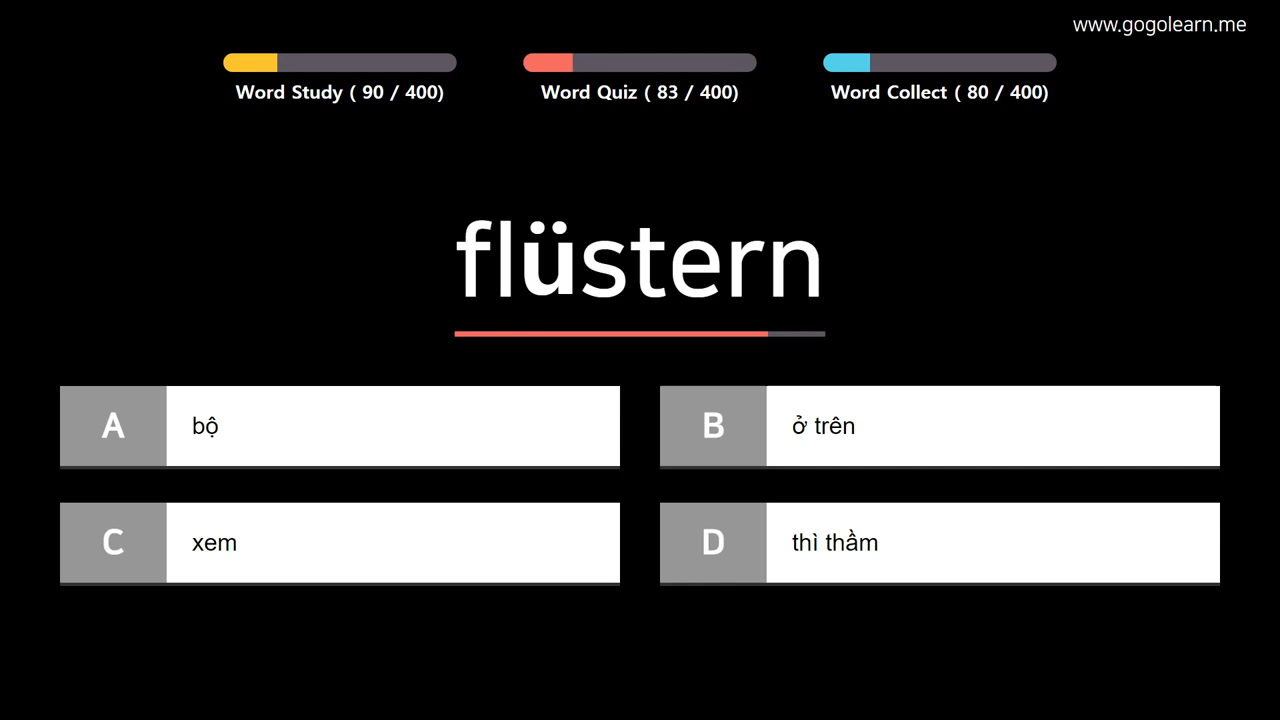 www.gogolearn.me
Word Study ( 90 / 400)
Word Quiz ( 83 / 400)
Word Collect ( 80 / 400)
flüstern
A bộ
B ở trên
C xem
D thì thầm